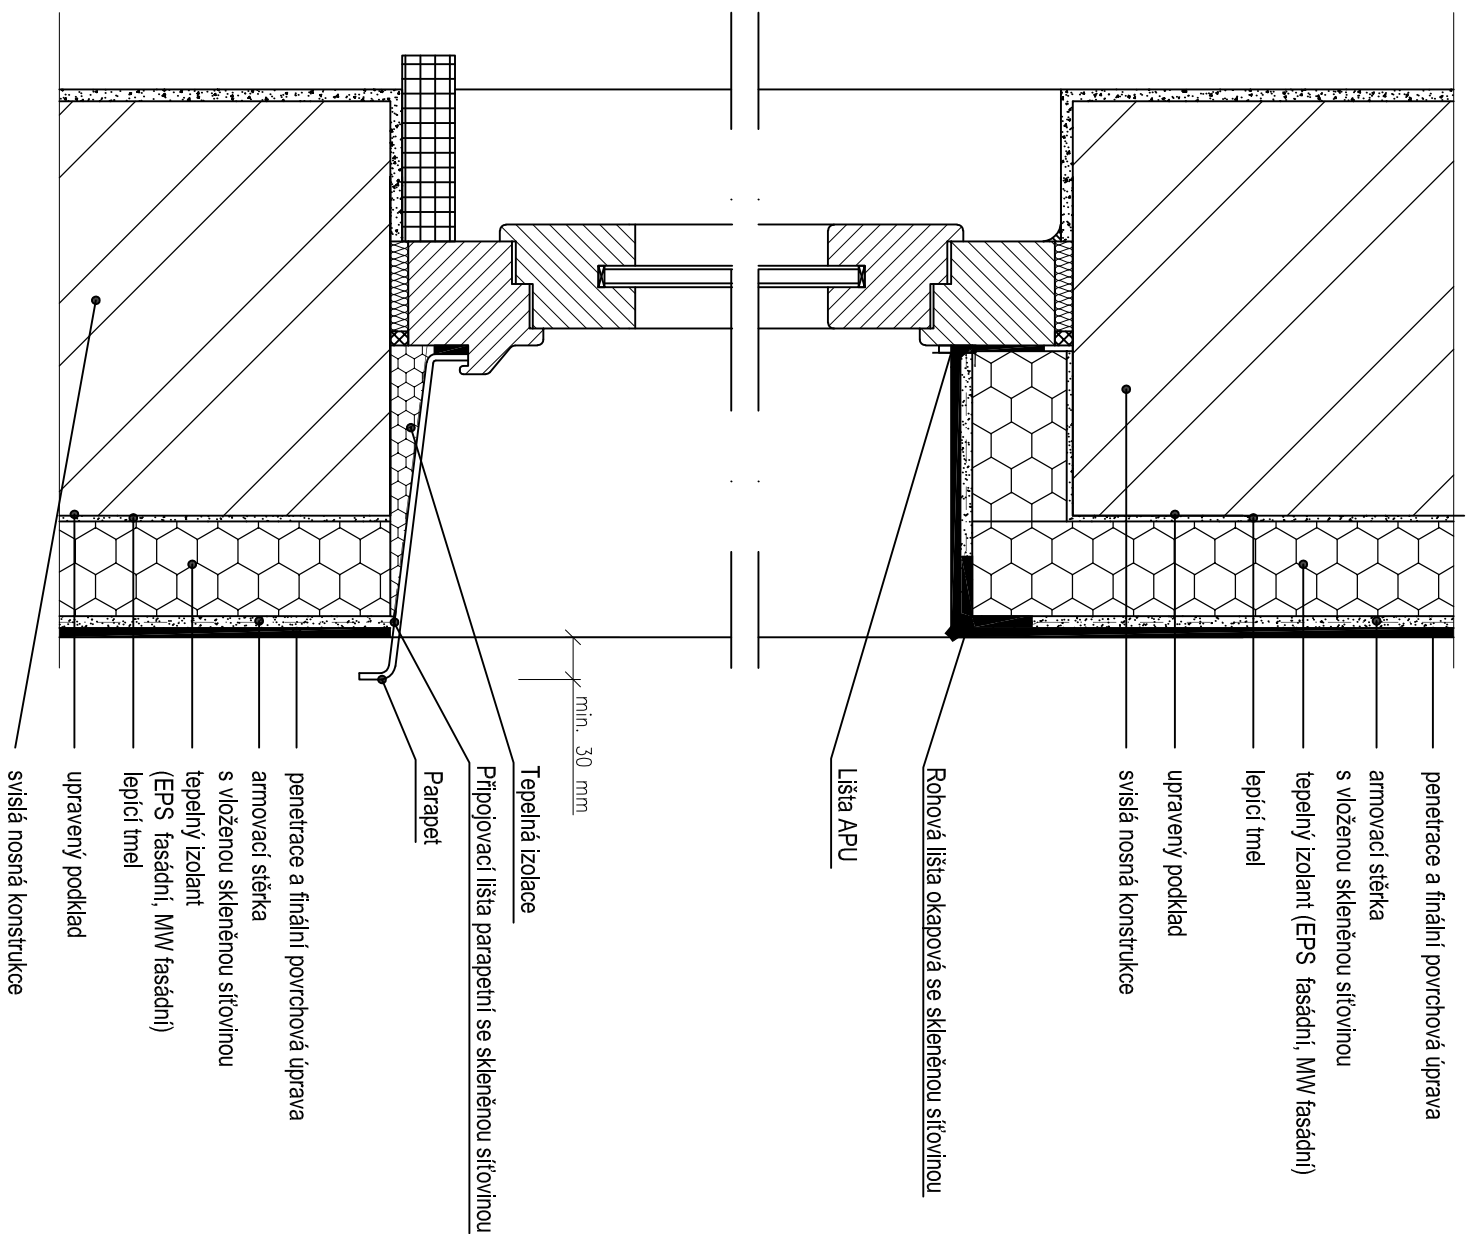 penetrace a finální povrchová úprava
armovací stěrka
s vloženou skleněnou síťovinou
tepelný izolant (EPS fasádní, MW fasádní)
lepící tmel
upravený podklad
svislá nosná konstrukce
Rohová lišta okapová se skleněnou síťovinou
Lišta APU
min. 30 mm
Tepelná izolace
Připojovací lišta parapetní se skleněnou síťovinou
Parapet
penetrace a finální povrchová úprava
armovací stěrka
s vloženou skleněnou síťovinou
tepelný izolant
(EPS fasádní, MW fasádní)
lepící tmel
upravený podklad
svislá nosná konstrukce